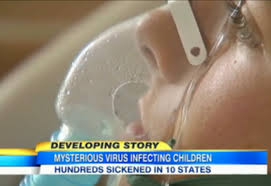 DEVELOPING STORY
MYSTERIOUS VIRUS INFECTING CHILDREN
HUNDREDS SICKENED IN 10 STATES